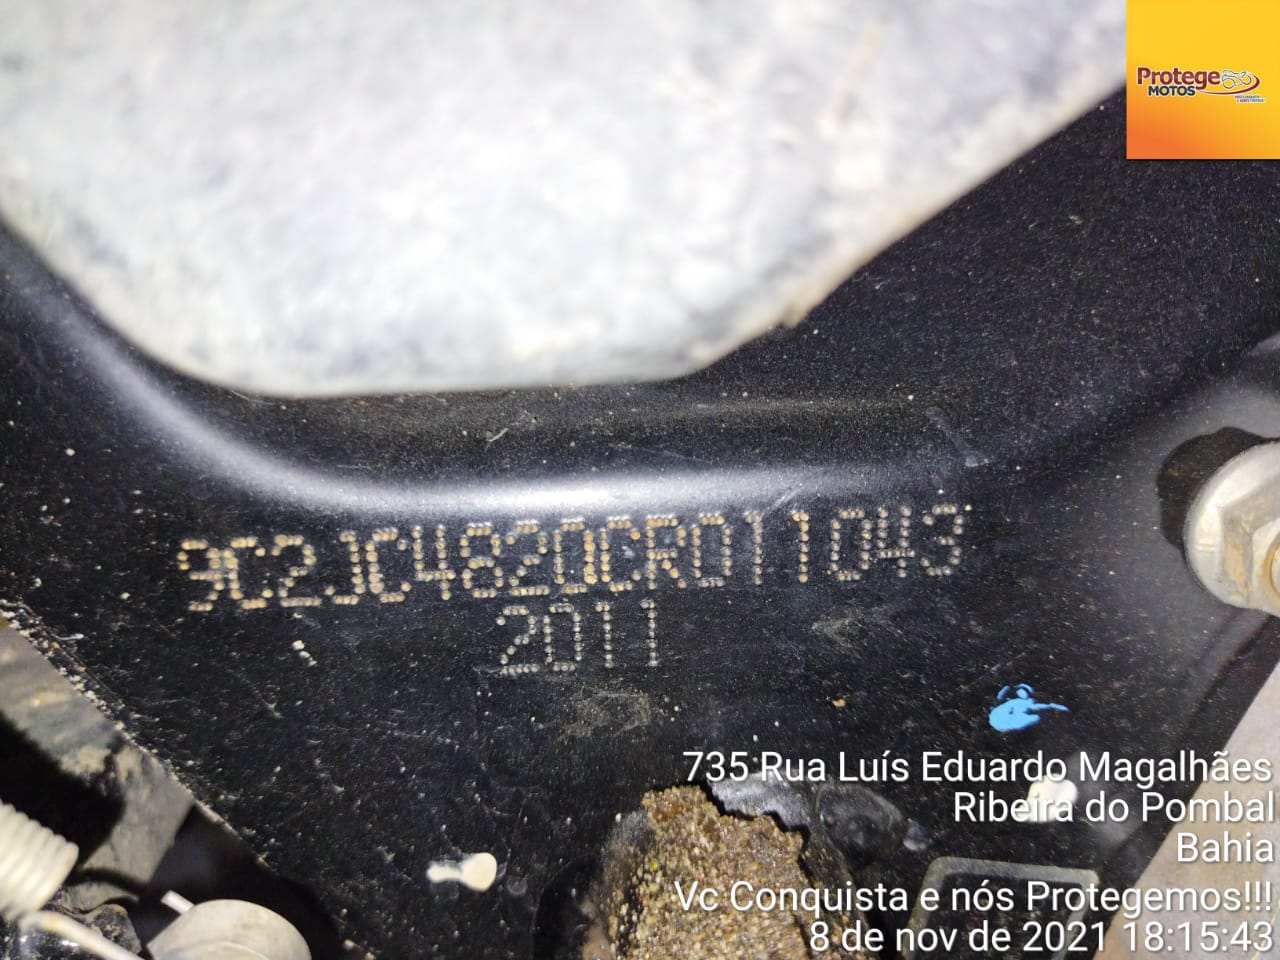 Protege
MOTOS
9C2JC4820CR011043
2011
735 Rua Luís Eduardo Magalhães
Ribeira do Pombal
Bahia
Vc Conquista e nós Protegemos!!!
8 de nov de 2021 18:15:43